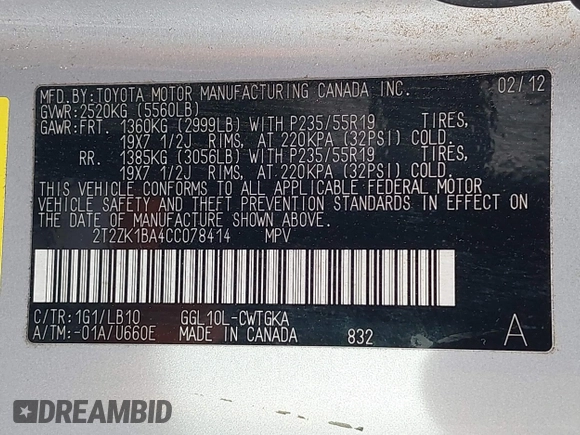 MFD.BY:TOYOTA MOTOR MANUFACTURING CANADA INC. 02/12
GVWR:2520KG (5560LB)
GAWR:FRT. 1360KG (2999LB) WITH P235/55R19 TIRES,
19X7 1/2J RIMS, AT 220KPA (32PSI) COLD.
RR. 1385KG (3056LB) WITH P235/55R19 TIRES,
19X7 1/2J RIMS, AT 220KPA (32PSI) COLD.
THIS VEHICLE CONFORMS TO ALL APPLICABLE FEDERAL MOTOR
VEHICLE SAFETY AND THEFT PREVENTION STANDARDS IN EFFECT ON
THE DATE OF MANUFACTURE SHOWN ABOVE.
2T2ZK1BA4CC078414 MPV
C/TR:1G1/LB10 GGL10L-CWTGKA
A/TM:-01A/U660E MADE IN CANADA 832 A
DREAMBID